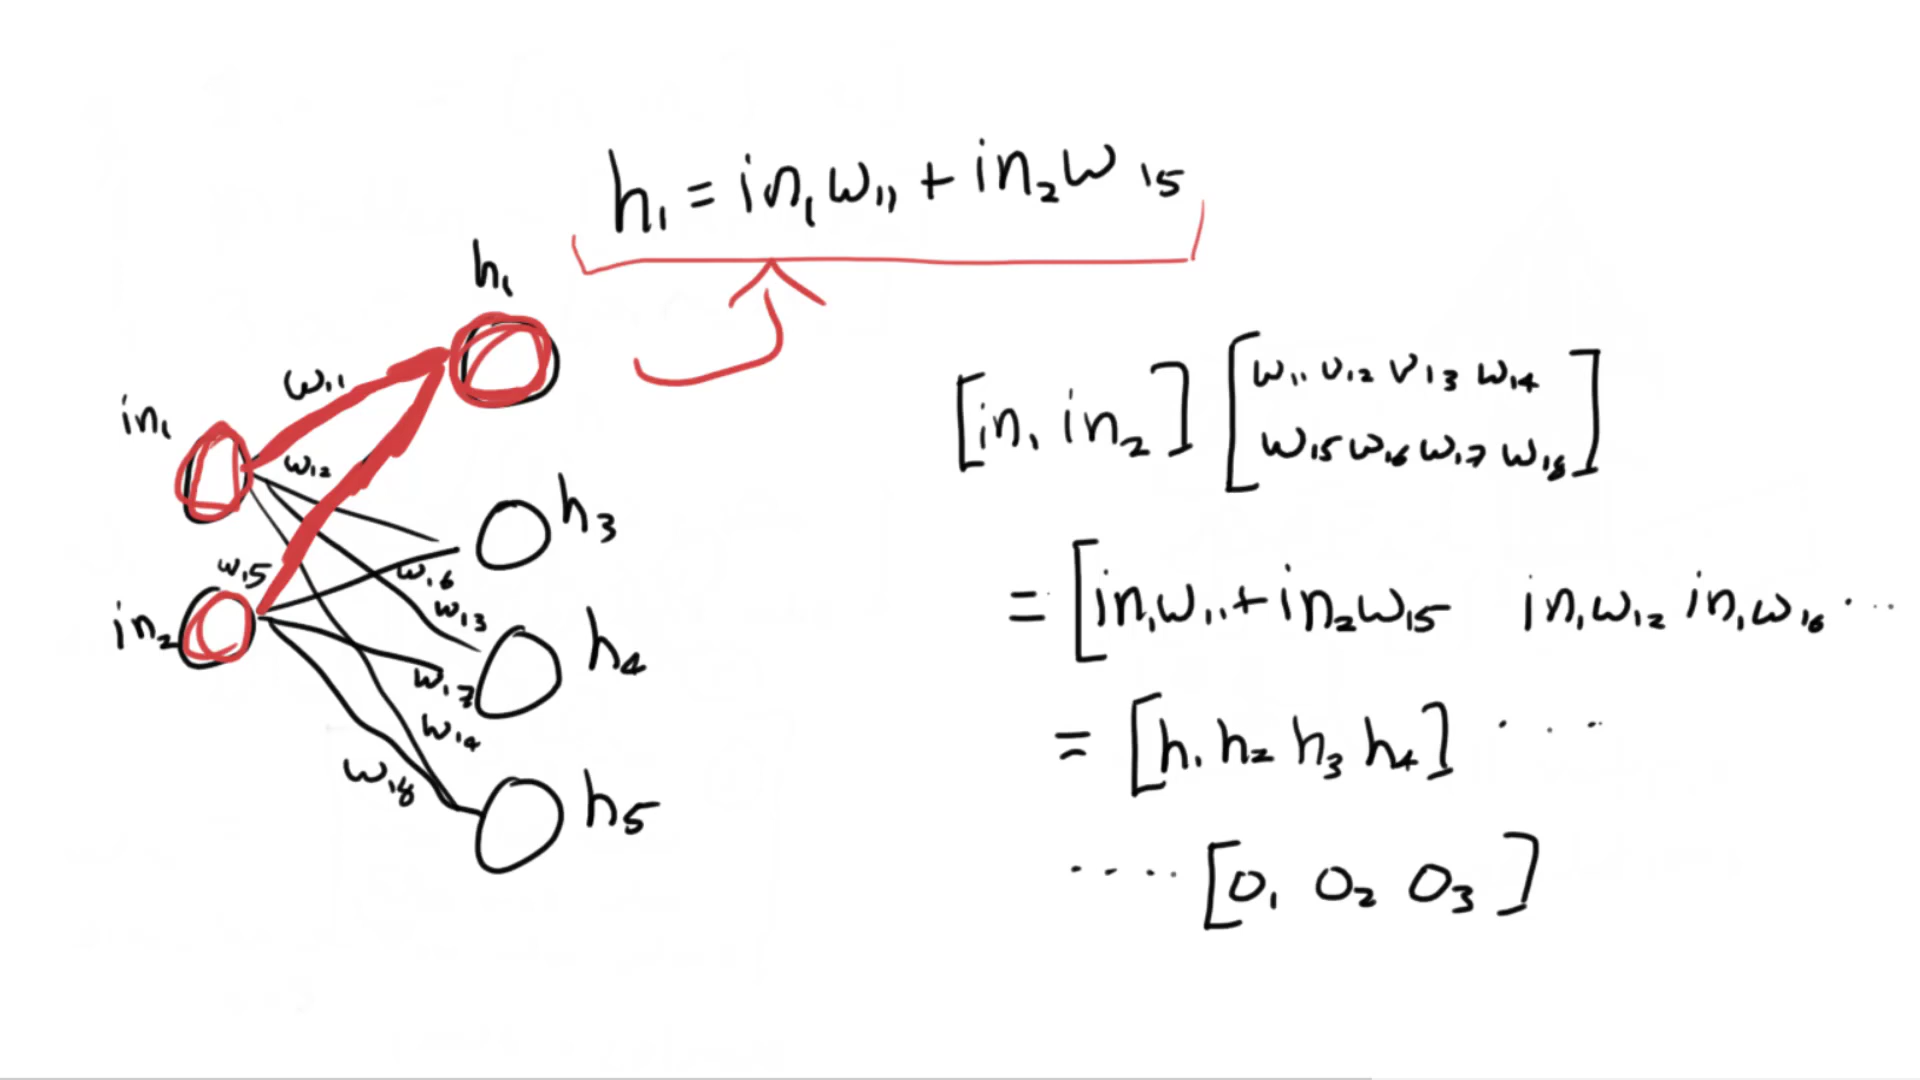 h₁ = in₁w₁₁ + in₂w₁₅
h₁
w₁₁
in₁
w₁₂
h₃
w₁₅
w₁₆
w₁₃
in₂
h₄
w₁₇
w₁₄
w₁₈
h₅
[in₁ in₂] [w₁₁ w₁₂ w₁₃ w₁₄
w₁₅ w₁₆ w₁₇ w₁₈]
= [in₁w₁₁ + in₂w₁₅ in₁w₁₂ in₁w₁₆ ...
= [h₁ h₂ h₃ h₄] ...
.... [O₁ O₂ O₃]